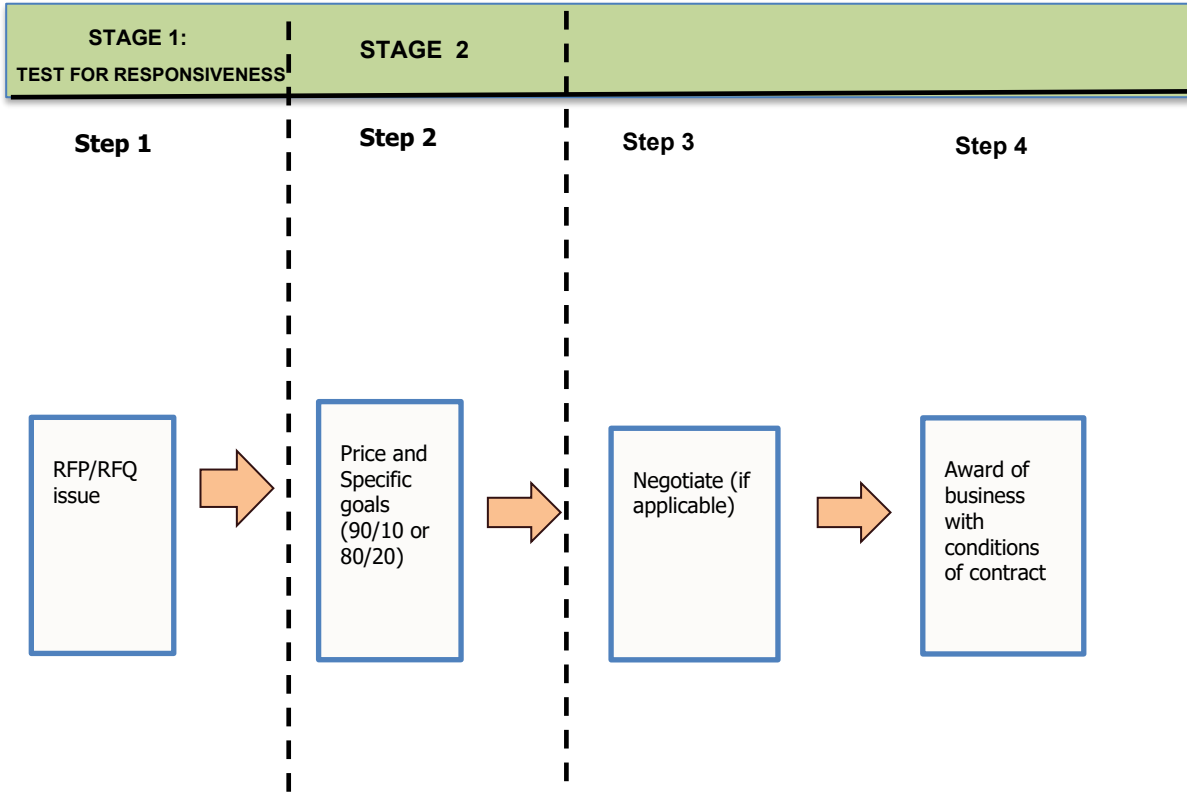 STAGE 1:
TEST FOR RESPONSIVENESS
STAGE 2
Step 1
Step 2
Step 3
Step 4
RFP/RFQ
issue
Price and
Specific
goals
(90/10 or
80/20)
Negotiate (if
applicable)
Award of
business
with
conditions
of contract